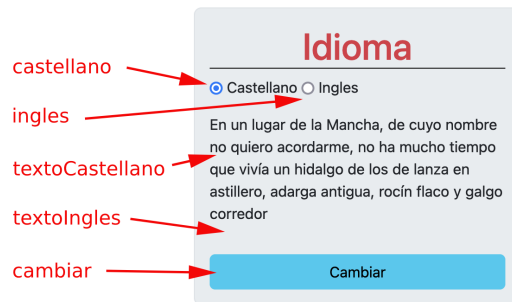 Idioma
castellano
Castellano Ingles
ingles
En un lugar de la Mancha, de cuyo nombre
no quiero acordarme, no ha mucho tiempo
textoCastellano
que vivía un hidalgo de los de lanza en
astillero, adarga antigua, rocín flaco y galgo
corredor
textoIngles
cambiar
Cambiar